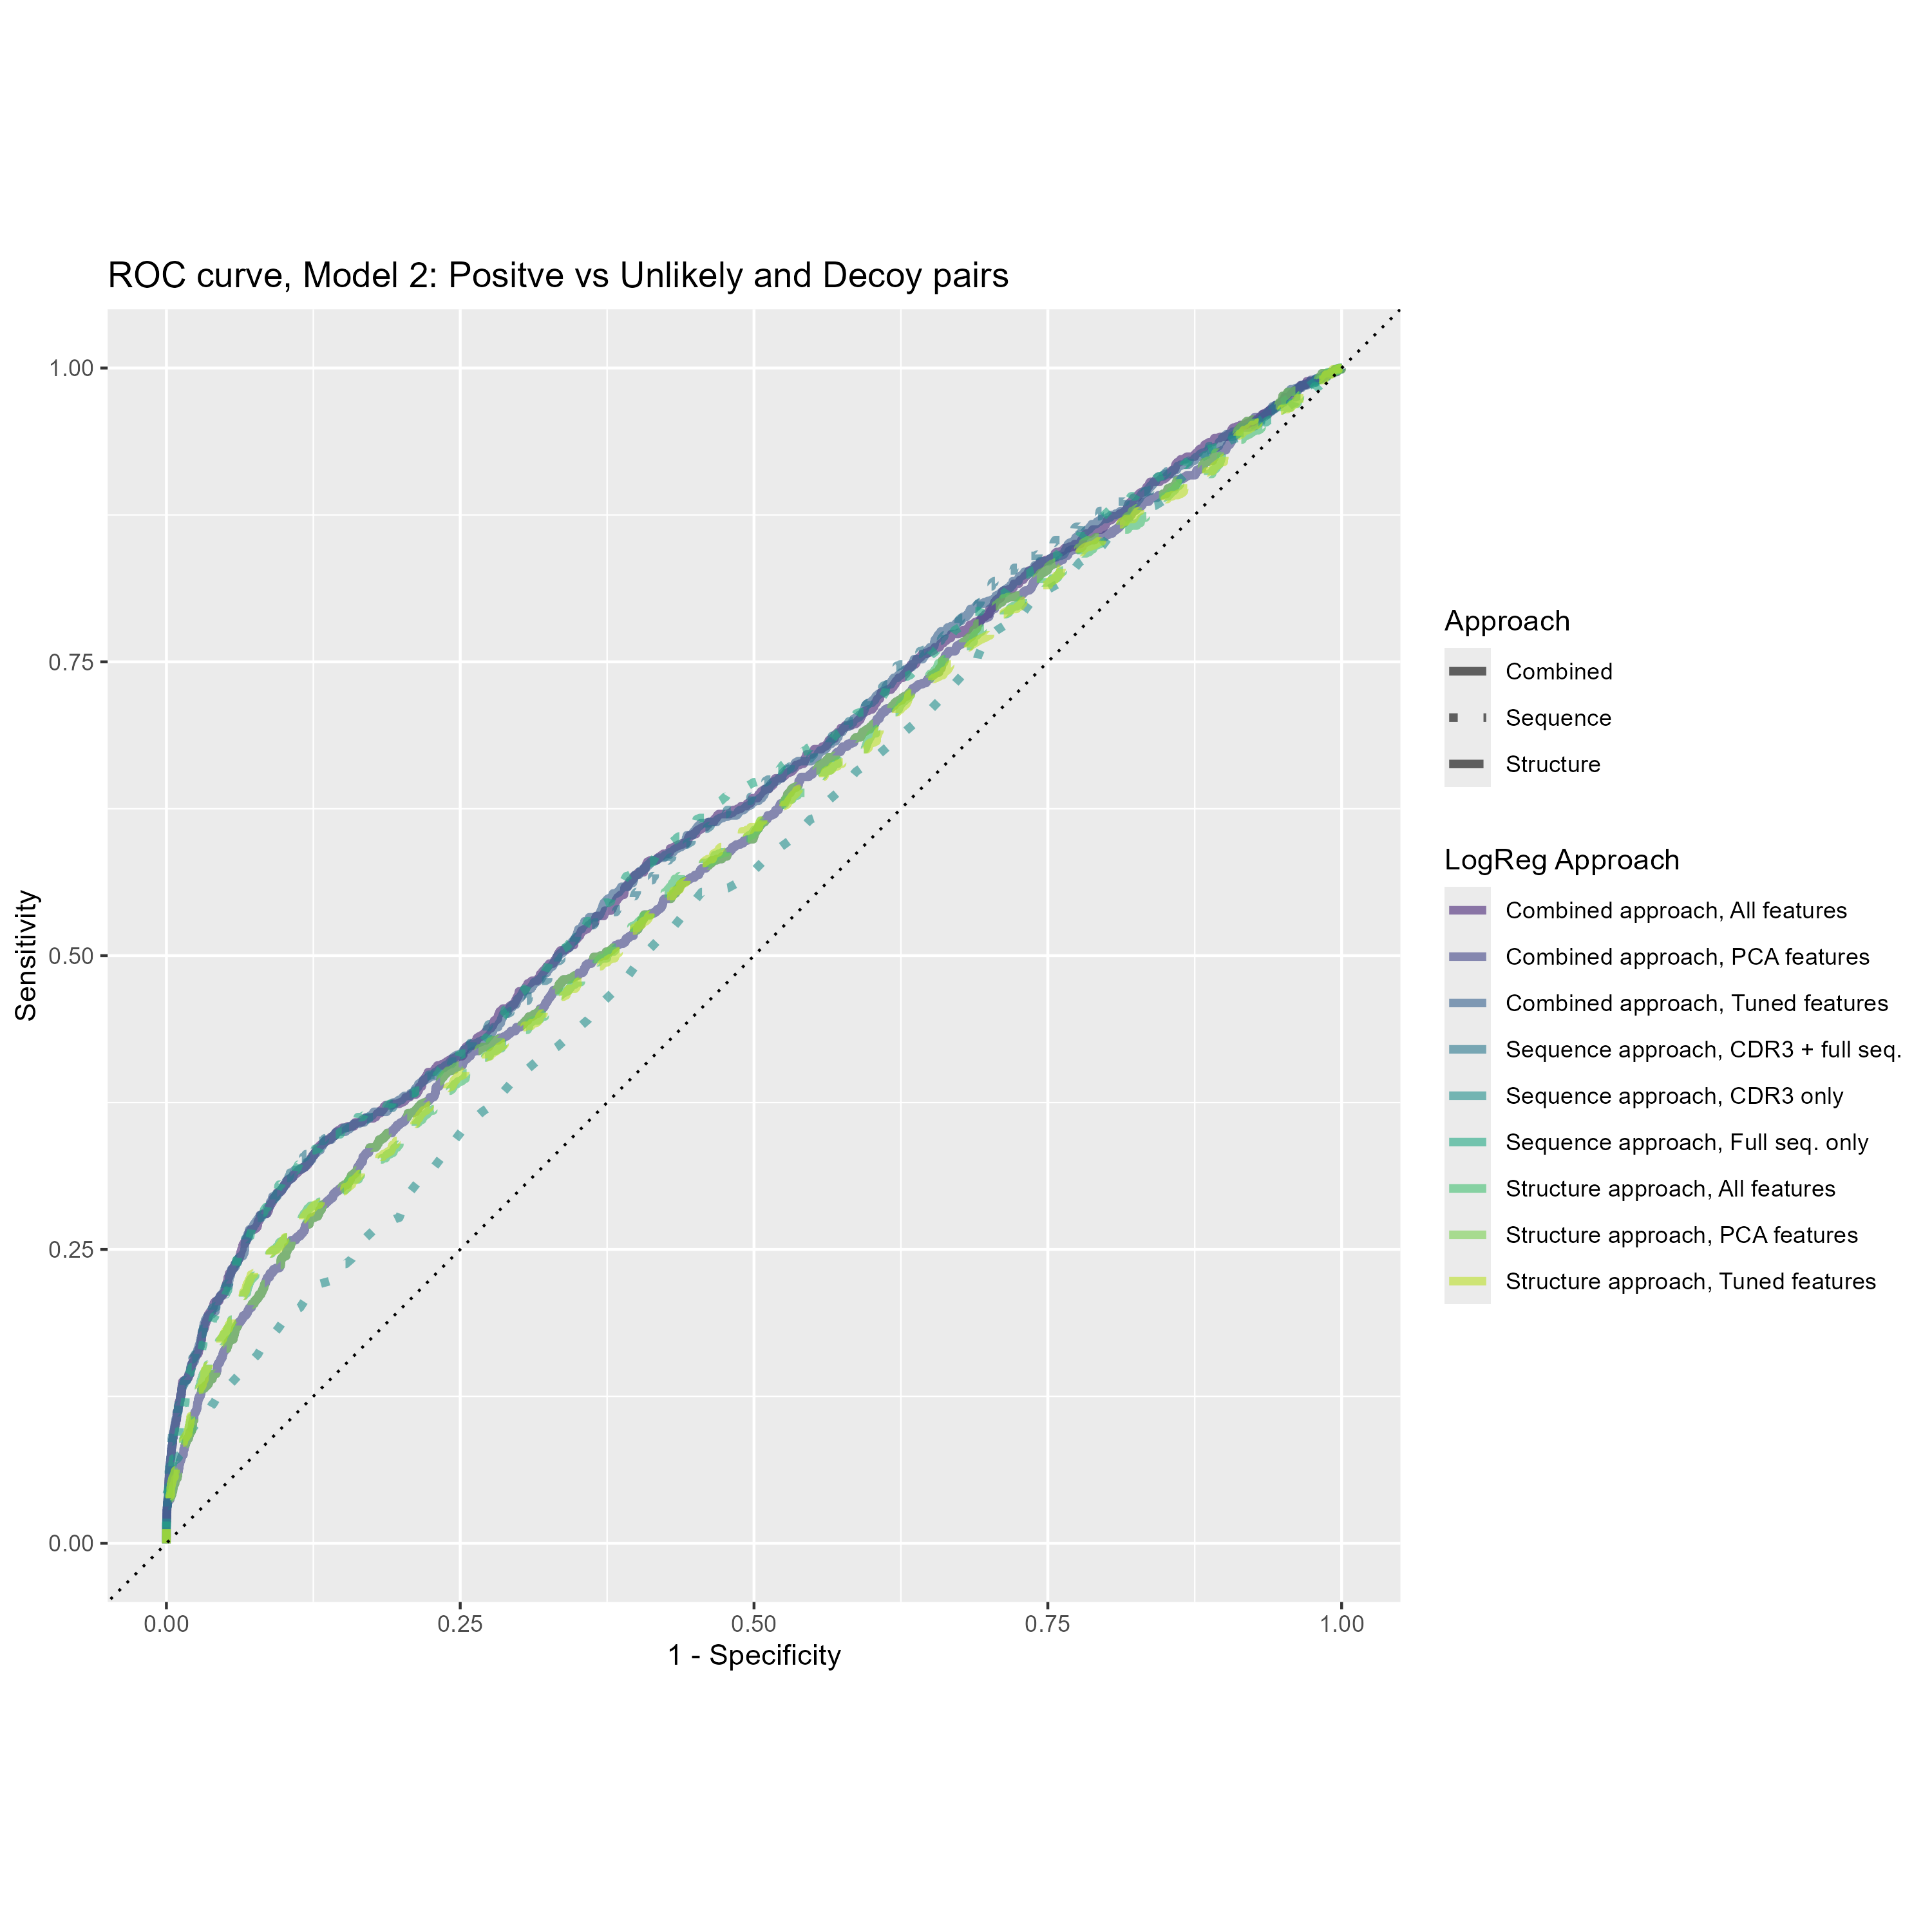 ROC curve, Model 2: Positve vs Unlikely and Decoy pairs
1.00
0.75
0.50
0.25
0.00
Sensitivity
0.00 0.25 0.50 0.75 1.00
1 - Specificity
Approach
Combined
Sequence
Structure
LogReg Approach
Combined approach, All features
Combined approach, PCA features
Combined approach, Tuned features
Sequence approach, CDR3 + full seq.
Sequence approach, CDR3 only
Sequence approach, Full seq. only
Structure approach, All features
Structure approach, PCA features
Structure approach, Tuned features